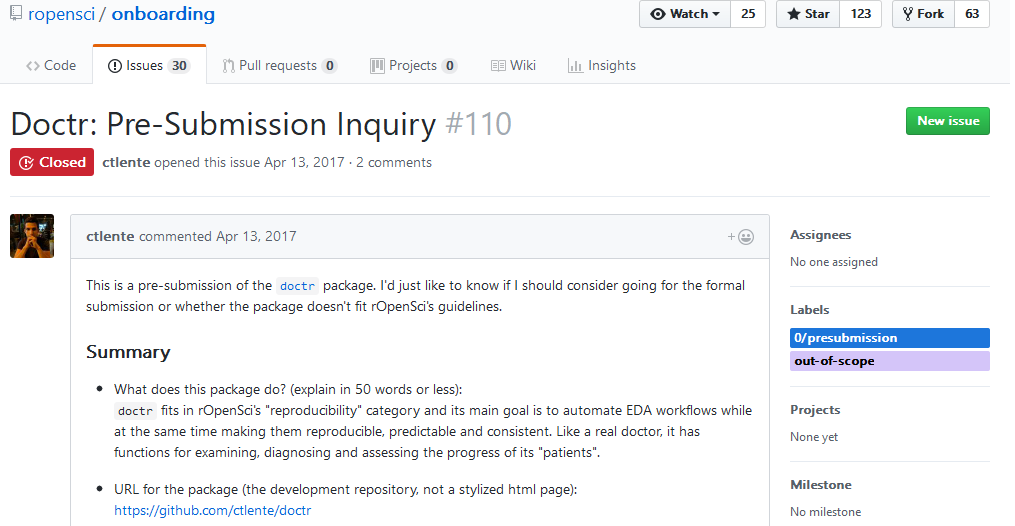 ropensci / onboarding
Watch 25 Star 123 Fork 63
Code Issues 30 Pull requests 0 Projects 0 Wiki Insights
Doctr: Pre-Submission Inquiry #110
New issue
Closed ctlente opened this issue Apr 13, 2017 · 2 comments
ctlente commented Apr 13, 2017
This is a pre-submission of the doctr package. I'd just like to know if I should consider going for the formal
submission or whether the package doesn't fit rOpenSci's guidelines.
Summary
• What does this package do? (explain in 50 words or less):
doctr fits in rOpenSci's "reproducibility" category and its main goal is to automate EDA workflows while
at the same time making them reproducible, predictable and consistent. Like a real doctor, it has
functions for examining, diagnosing and assessing the progress of its "patients".
• URL for the package (the development repository, not a stylized html page):
https://github.com/ctlente/doctr
Assignees
No one assigned
Labels
0/presubmission
out-of-scope
Projects
None yet
Milestone
No milestone